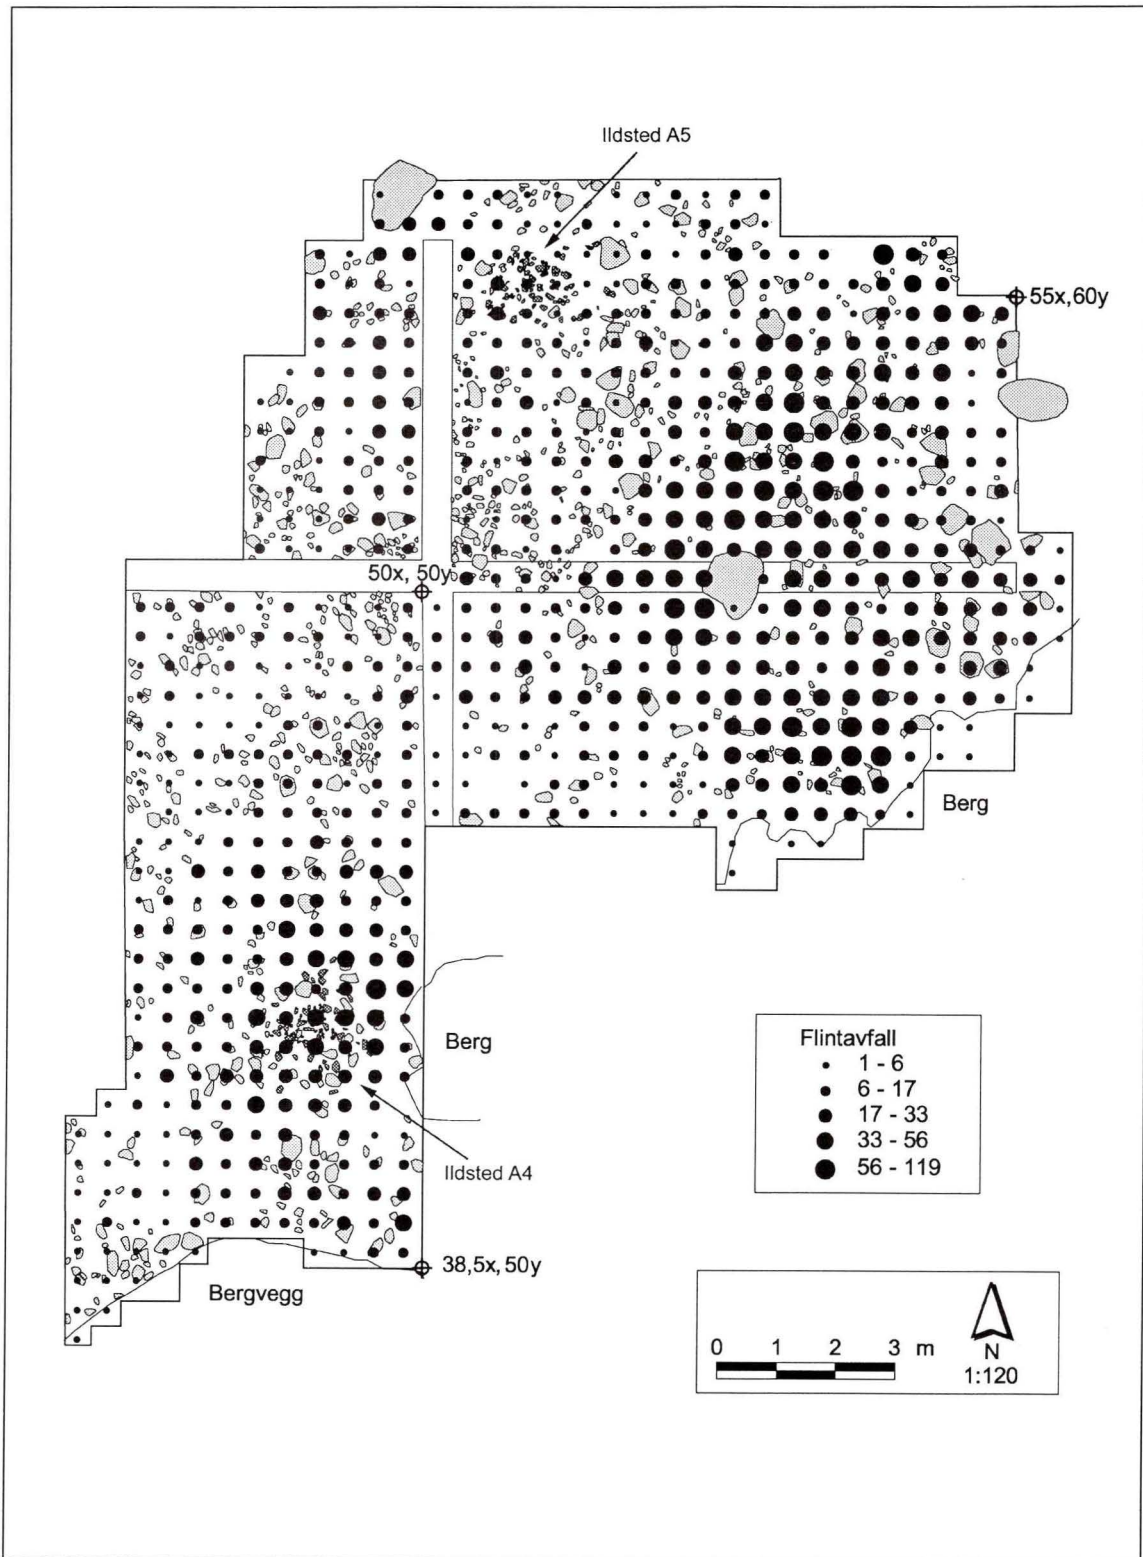 Ildsted A5
55x,60y
50x, 50y
Berg
Berg
Flintavfall
1 - 6
6 - 17
17 - 33
33 - 56
56 - 119
Ildsted A4
38,5x, 50y
Bergvegg
0 1 2 3 m
N
1:120